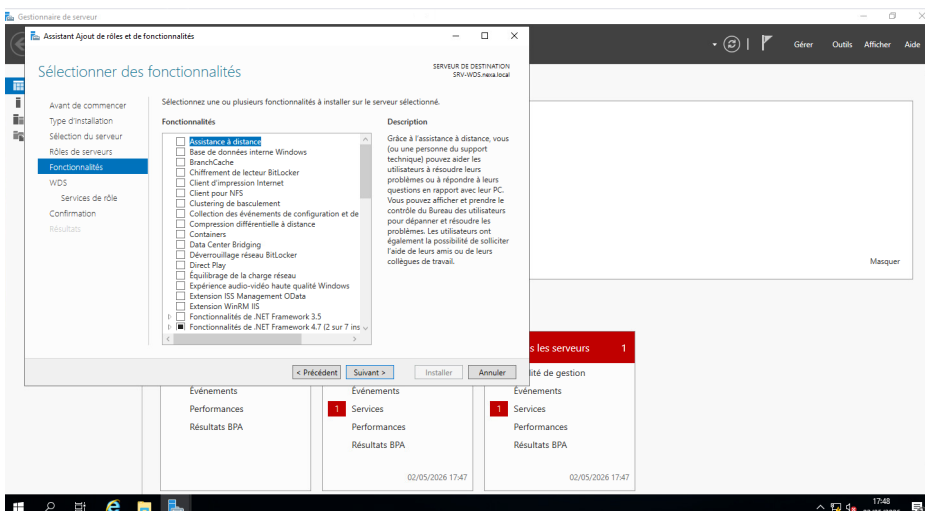 Gestionnaire de serveur
Assistant Ajout de rôles et de fonctionnalités
Gérer Outils Afficher Aide
Sélectionner des fonctionnalités
SERVEUR DE DESTINATION
SRV-WDS.nexa.local
Avant de commencer
Type d'installation
Sélection du serveur
Rôles de serveurs
Fonctionnalités
WDS
Services de rôle
Confirmation
Résultats
Sélectionnez une ou plusieurs fonctionnalités à installer sur le serveur sélectionné.
Fonctionnalités
Assistance à distance
Base de données interne Windows
BranchCache
Chiffrement de lecteur BitLocker
Client d'impression Internet
Client pour NFS
Clustering de basculement
Collection des événements de configuration et de
Compression différentielle à distance
Containers
Data Center Bridging
Déverrouillage réseau BitLocker
Direct Play
Équilibrage de la charge réseau
Expérience audio-vidéo haute qualité Windows
Extension ISS Management OData
Extension WinRM IIS
Fonctionnalités de .NET Framework 3.5
Fonctionnalités de .NET Framework 4.7 (2 sur 7 ins
Description
Grâce à l'assistance à distance, vous
(ou une personne du support
technique) pouvez aider les
utilisateurs à résoudre leurs
problèmes ou à répondre à leurs
questions en rapport avec leur PC.
Vous pouvez afficher et prendre le
contrôle du Bureau des utilisateurs
pour dépanner et résoudre les
problèmes. Les utilisateurs ont
également la possibilité de solliciter
l'aide de leurs amis ou de leurs
collègues de travail.
< Précédent Suivant > Installer Annuler
Masquer
s les serveurs 1
lité de gestion
Événements
Performances
Résultats BPA
Événements
1 Services
Performances
Résultats BPA
02/05/2026 17:47
Événements
1 Services
Performances
Résultats BPA
02/05/2026 17:47
17:48